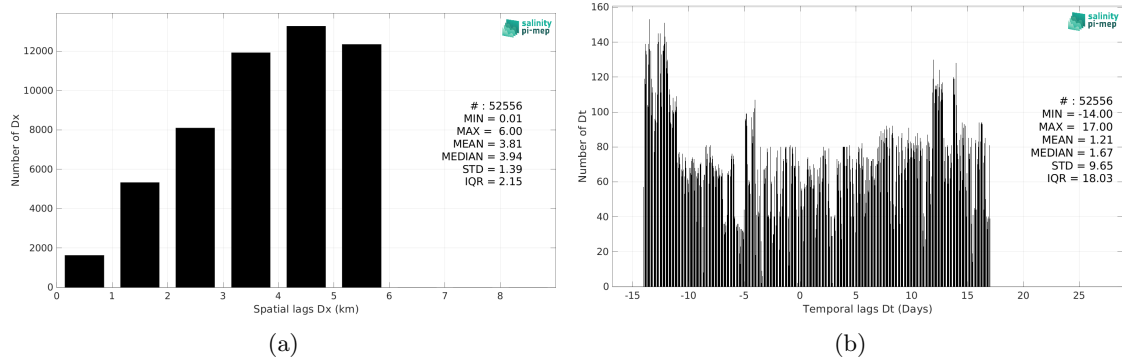 salinity
pi-mep
12000
10000
8000
6000
4000
2000
0
Number of Dx
# : 52556
MIN = 0.01
MAX = 6.00
MEAN = 3.81
MEDIAN = 3.94
STD = 1.39
IQR = 2.15
0 1 2 3 4 5 6 7 8
Spatial lags Dx (km)
(a)
salinity
pi-mep
160
140
120
100
80
60
40
20
0
Number of Dt
# : 52556
MIN = -14.00
MAX = 17.00
MEAN = 1.21
MEDIAN = 1.67
STD = 9.65
IQR = 18.03
-15 -10 -5 0 5 10 15 20 25
Temporal lags Dt (Days)
(b)